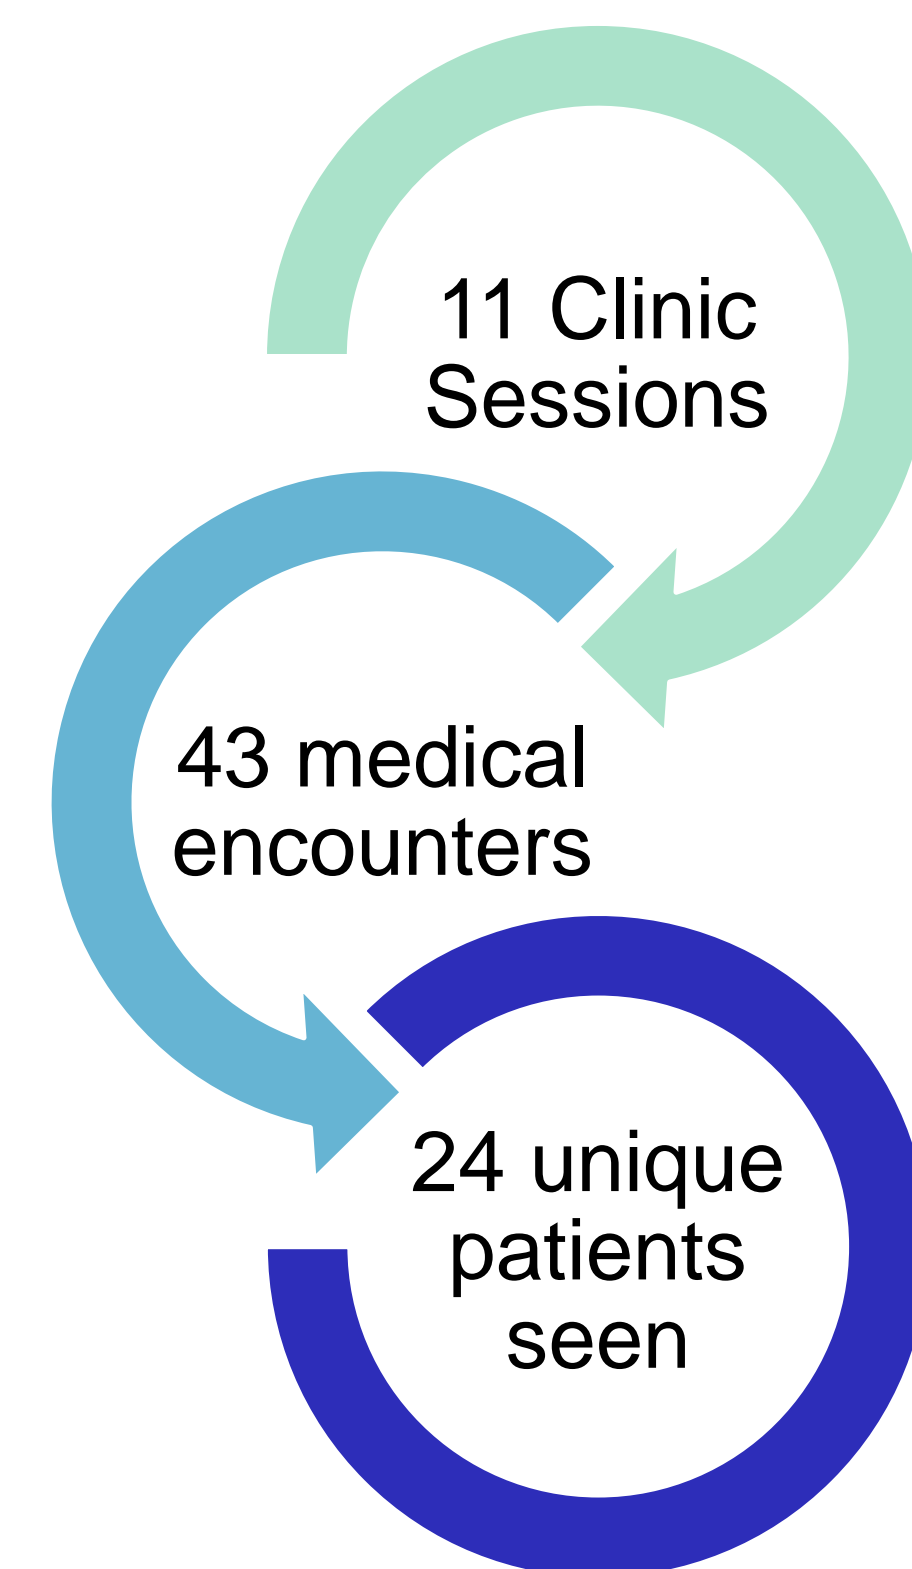 11 Clinic
Sessions
43 medical
encounters
24 unique
patients
seen